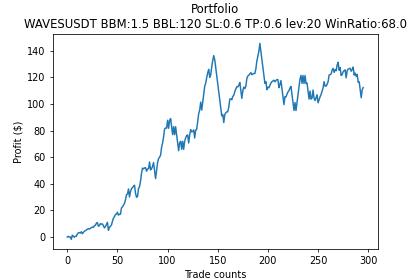 Portfolio
WAVESUSDT BBM:1.5 BBL:120 SL:0.6 TP:0.6 lev:20 WinRatio:68.0
140
120
100
80
60
40
20
0
Profit ($)
0 50 100 150 200 250 300
Trade counts